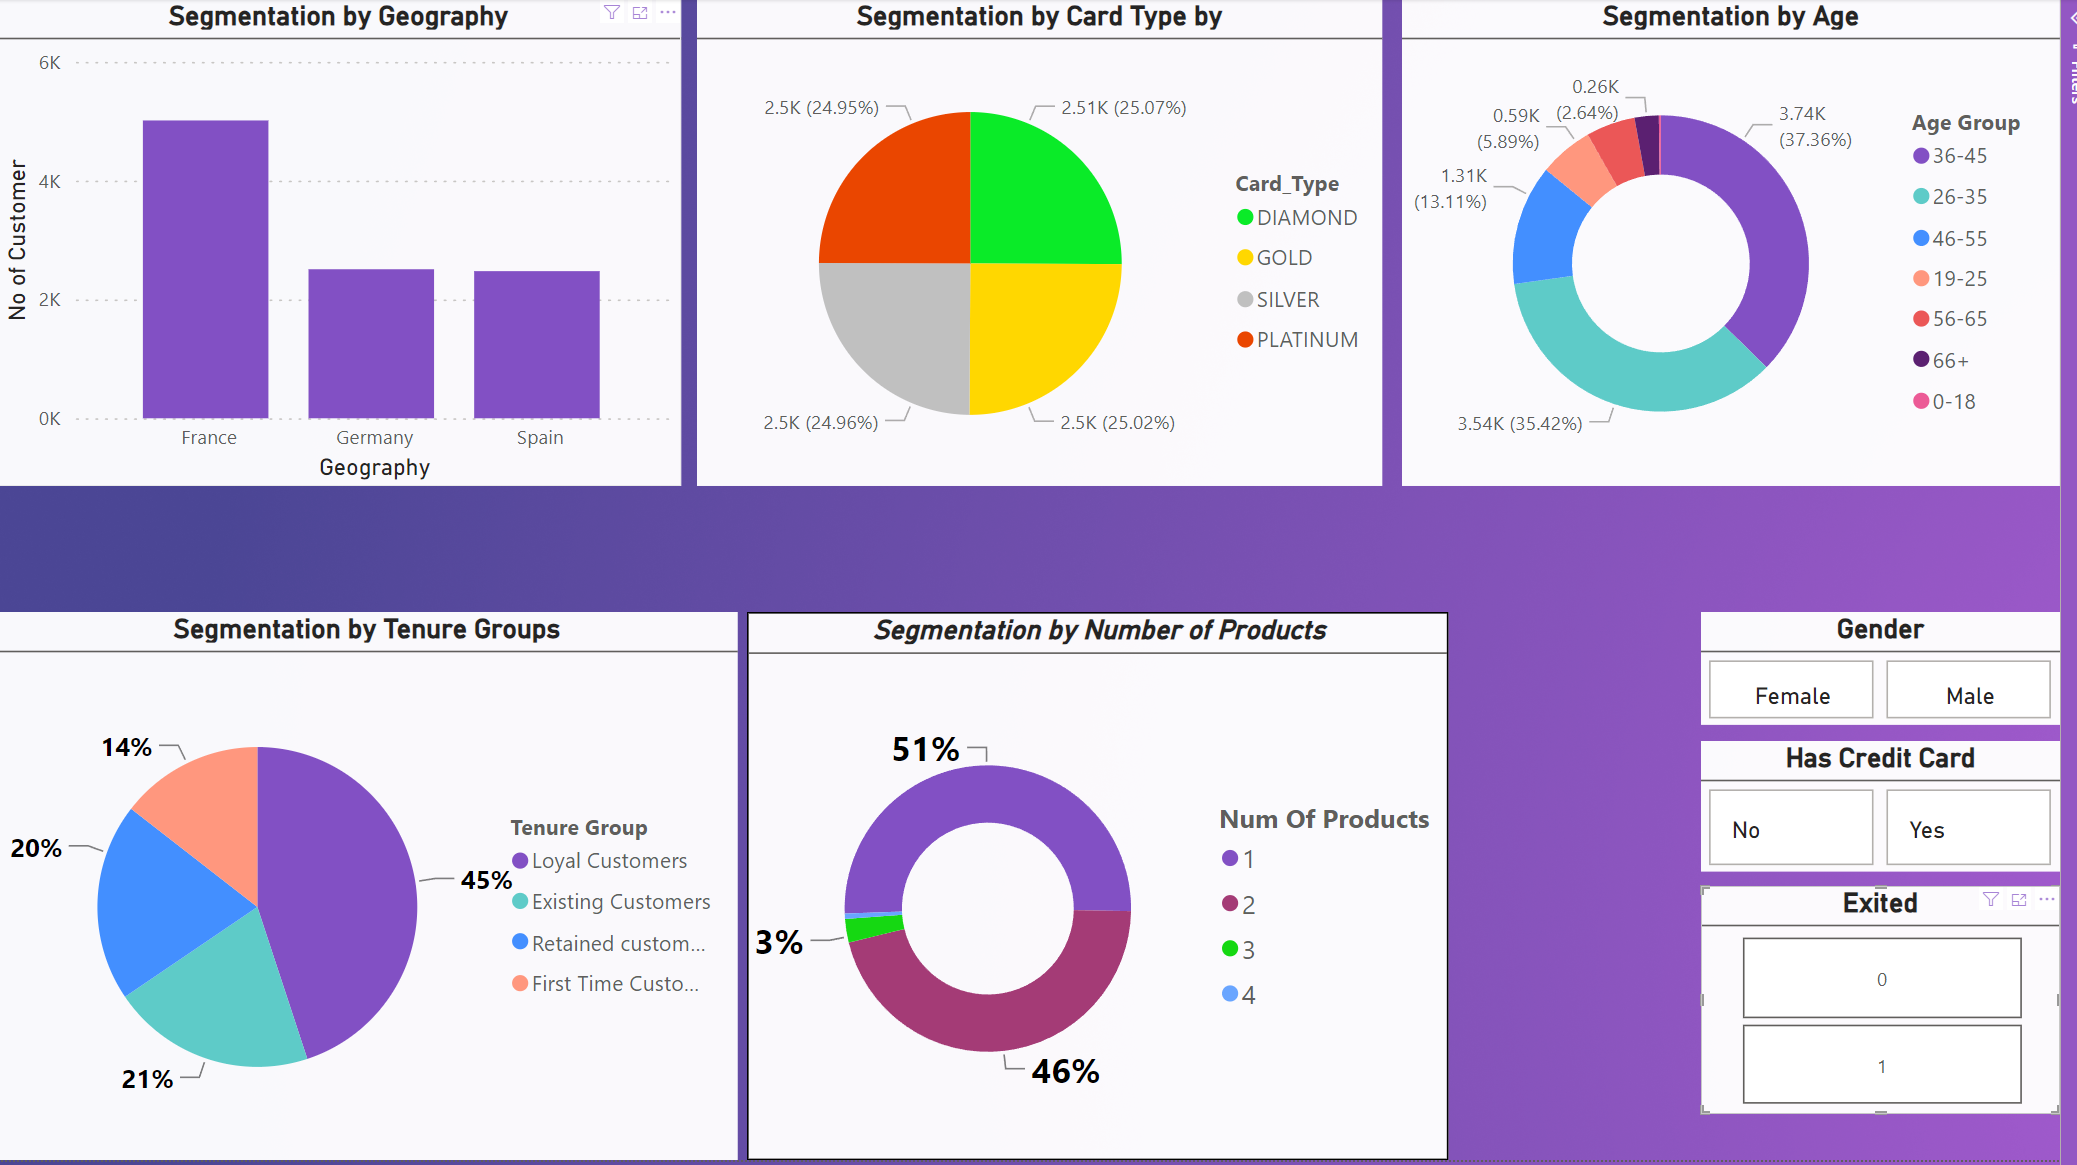 Segmentation by Geography
6K
4K
2K
0K
No of Customer
France
Germany
Spain
Geography
Segmentation by Card Type by
2.5K (24.95%)
2.51K (25.07%)
2.5K (24.96%)
2.5K (25.02%)
Card_Type
DIAMOND
GOLD
SILVER
PLATINUM
Segmentation by Age
0.26K
(2.64%)
0.59K
(5.89%)
1.31K
(13.11%)
3.74K
(37.36%)
3.54K (35.42%)
Age Group
36-45
26-35
46-55
19-25
56-65
66+
0-18
Filters
Segmentation by Tenure Groups
14%
20%
45%
21%
Tenure Group
Loyal Customers
Existing Customers
Retained custom...
First Time Custo...
Segmentation by Number of Products
51%
3%
46%
Num Of Products
1
2
3
4
Gender
Female
Male
Has Credit Card
No
Yes
Exited
0
1